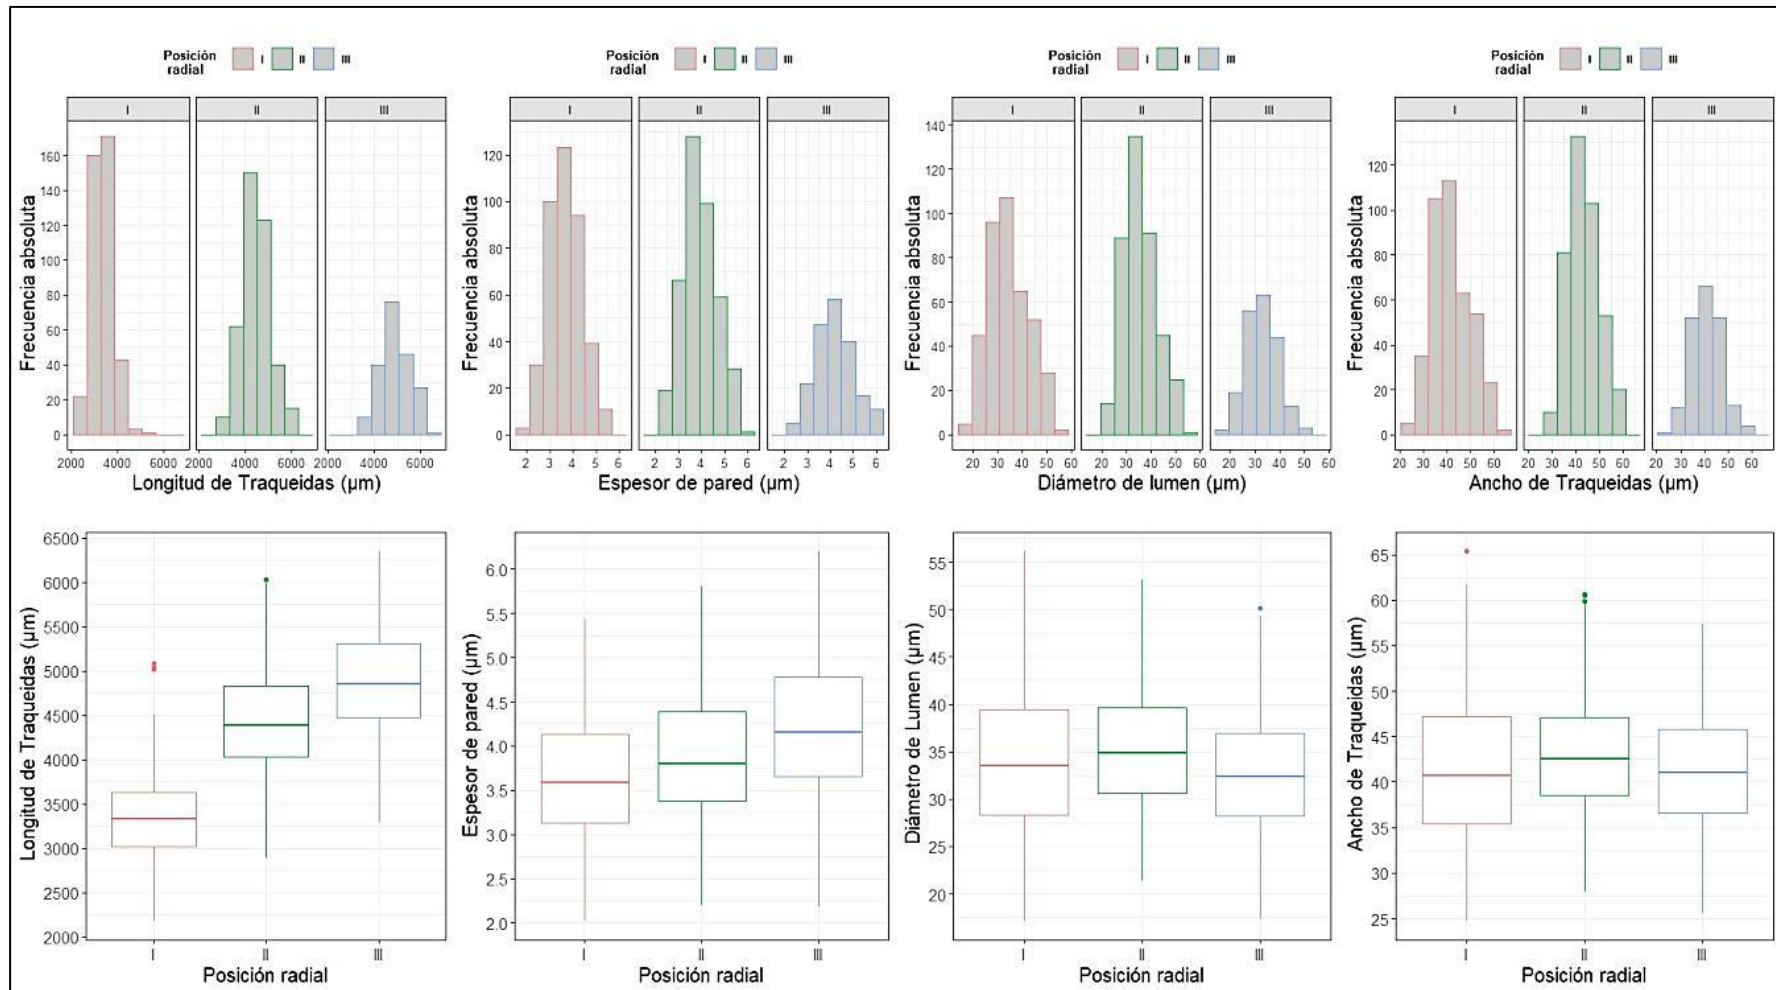 Posición
radial I II III
Posición
radial I II III
Posición
radial I II III
Posición
radial I II III
I II III
160
140
120
100
80
60
40
20
0
Frecuencia absoluta
2000 4000 6000 2000 4000 6000 2000 4000 6000
Longitud de Traqueidas (µm)
I II III
120
100
80
60
40
20
0
Frecuencia absoluta
2 3 4 5 6 2 3 4 5 6 2 3 4 5 6
Espesor de pared (µm)
I II III
140
120
100
80
60
40
20
0
Frecuencia absoluta
20 30 40 50 60 20 30 40 50 60 20 30 40 50 60
Diámetro de lumen (µm)
I II III
120
100
80
60
40
20
0
Frecuencia absoluta
20 30 40 50 60 20 30 40 50 60 20 30 40 50 60
Ancho de Traqueidas (µm)
6500
6000
5500
5000
4500
4000
3500
3000
2500
2000
Longitud de Traqueidas (µm)
I II III
Posición radial
6.0
5.5
5.0
4.5
4.0
3.5
3.0
2.5
2.0
Espesor de pared (µm)
I II III
Posición radial
55
50
45
40
35
30
25
20
Diámetro de Lumen (µm)
I II III
Posición radial
65
60
55
50
45
40
35
30
25
Ancho de Traqueidas (µm)
I II III
Posición radial